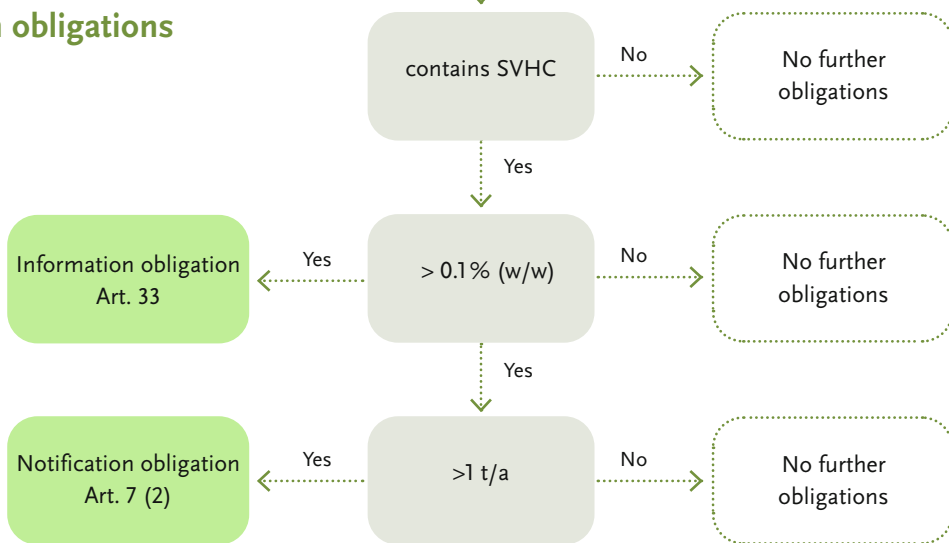 obligations
contains SVHC
No
No further
obligations
Yes
Information obligation
Art. 33
Yes
> 0.1% (w/w)
No
No further
obligations
Yes
Notification obligation
Art. 7 (2)
Yes
>1 t/a
No
No further
obligations